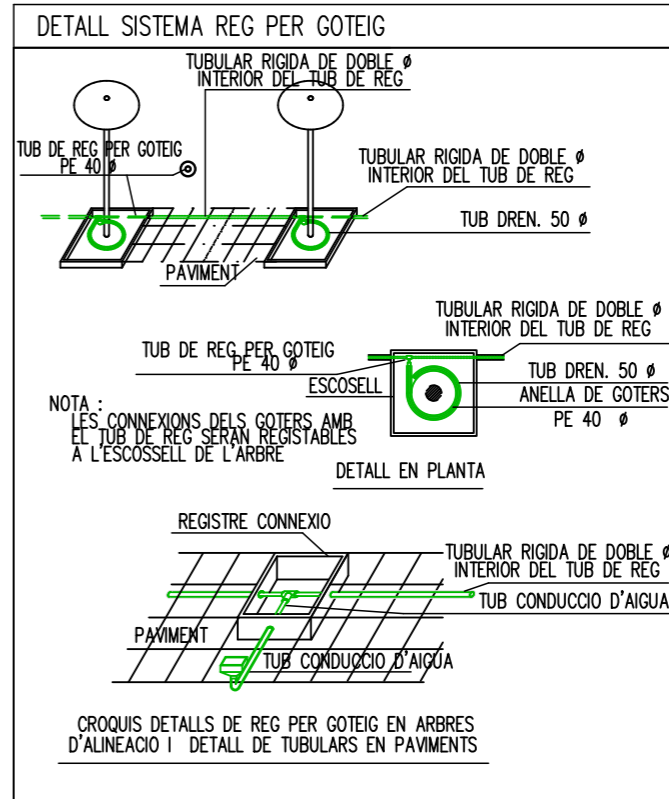 DETALL SISTEMA REG PER GOTEIG
TUBULAR RIGIDA DE DOBLE Ø
INTERIOR DEL TUB DE REG
TUB DE REG PER GOTEIG
PE 40 Ø
TUBULAR RIGIDA DE DOBLE Ø
INTERIOR DEL TUB DE REG
TUB DREN. 50 Ø
PAVIMENT
TUBULAR RIGIDA DE DOBLE Ø
INTERIOR DEL TUB DE REG
TUB DE REG PER GOTEIG
PE 40 Ø
ESCOSELL
TUB DREN. 50 Ø
ANELLA DE GOTERS
PE 40 Ø
NOTA :
LES CONNEXIONS DELS GOTERS AMB
EL TUB DE REG SERAN REGISTABLES
A L'ESCOSSELL DE L'ARBRE
DETALL EN PLANTA
REGISTRE CONNEXIO
TUBULAR RIGIDA DE DOBLE Ø
INTERIOR DEL TUB DE REG
TUB CONDUCCIO D'AIGUA
PAVIMENT
TUB CONDUCCIO D'AIGUA
CROQUIS DETALLS DE REG PER GOTEIG EN ARBRES
D'ALINEACIO I DETALL DE TUBULARS EN PAVIMENTS